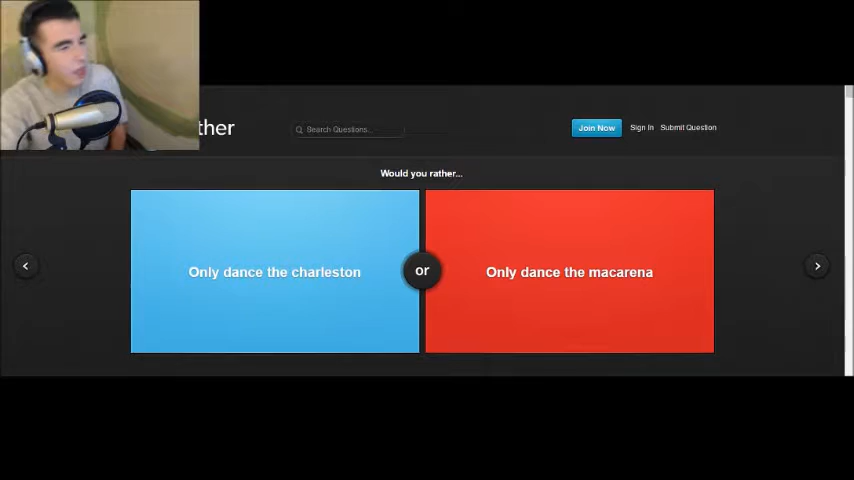 ther
Search Questions...
Join Now
Sign In
Submit Question
Would you rather...
Only dance the charleston
or
Only dance the macarena